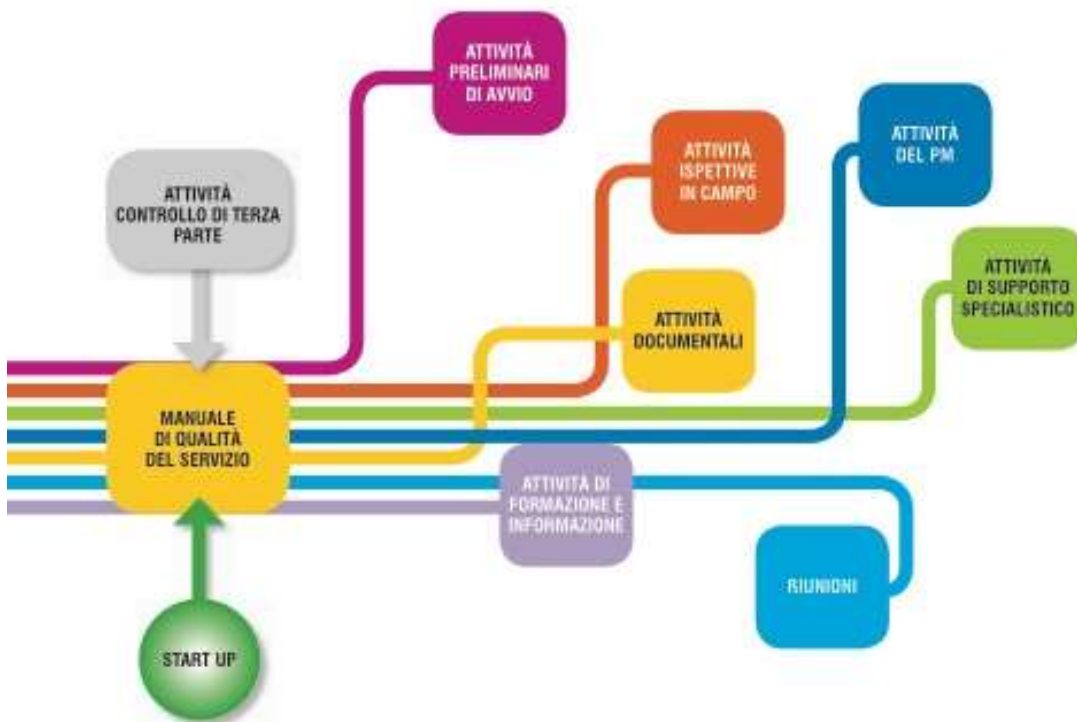 ATTIVITÀ
PRELIMINARI
DI AVVIO
ATTIVITÀ
ISPETTIVE
IN CAMPO
ATTIVITÀ
DEL PM
ATTIVITÀ
CONTROLLO DI TERZA
PARTE
ATTIVITÀ
DI SUPPORTO
SPECIALISTICO
ATTIVITÀ
DOCUMENTALI
MANUALE
DI QUALITÀ
DEL SERVIZIO
ATTIVITÀ DI
FORMAZIONE E
INFORMAZIONE
RIUNIONI
START UP